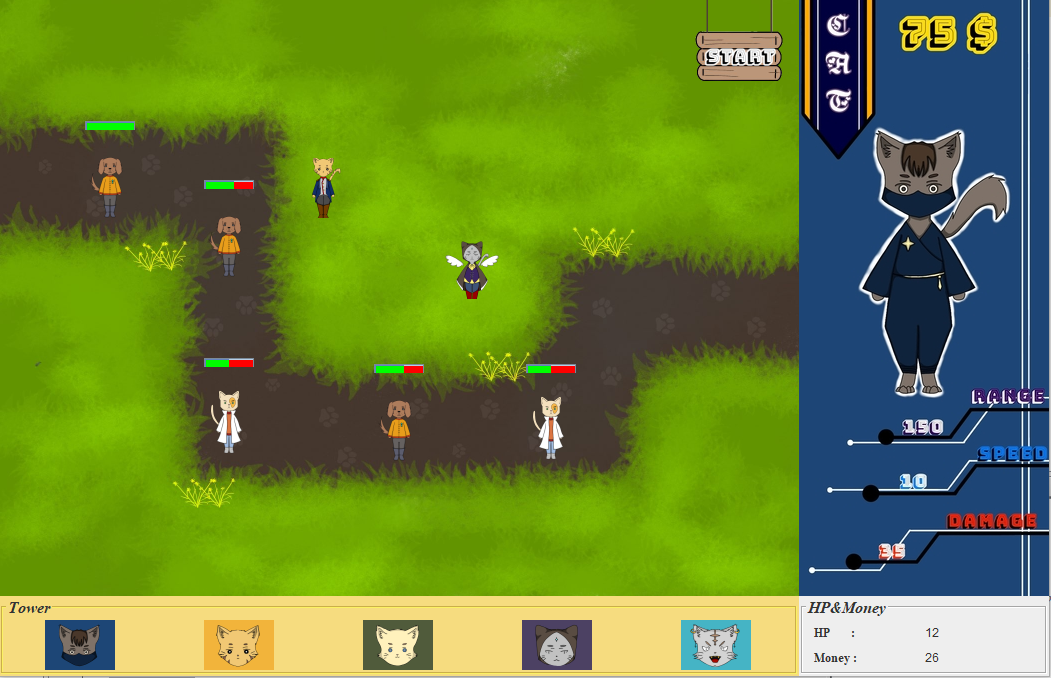 START
C
A
T
75 $
RANGE
150
SPEED
10
DAMAGE
35
Tower
HP&Money
HP : 12
Money : 26